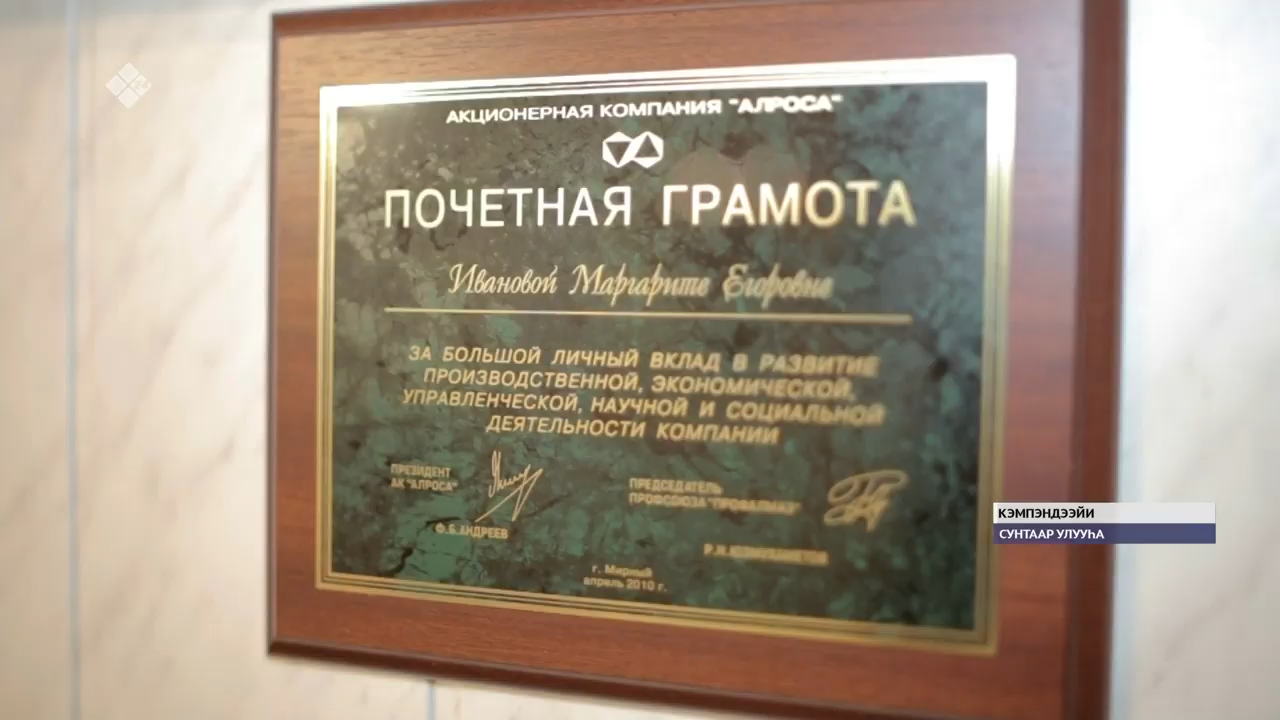 АКЦИОНЕРНАЯ КОМПАНИЯ "АЛРОСА"
ПОЧЕТНАЯ ГРАМОТА
Ивановой Маргарите Егоровне
ЗА БОЛЬШОЙ ЛИЧНЫЙ ВКЛАД В РАЗВИТИЕ
ПРОИЗВОДСТВЕННОЙ, ЭКОНОМИЧЕСКОЙ,
УПРАВЛЕНЧЕСКОЙ, НАУЧНОЙ И СОЦИАЛЬНОЙ
ДЕЯТЕЛЬНОСТИ КОМПАНИИ
ПРЕЗИДЕНТ
АК "АЛРОСА"
Ф.Б. АНДРЕЕВ
ПРЕДСЕДАТЕЛЬ
ПРОФСОЮЗА "ПРОФАЛМАЗ"
г. Мирный
апрель 2010 г.
КЭМПЭНДЭЭЙИ
СУНТААР УЛУУҺА